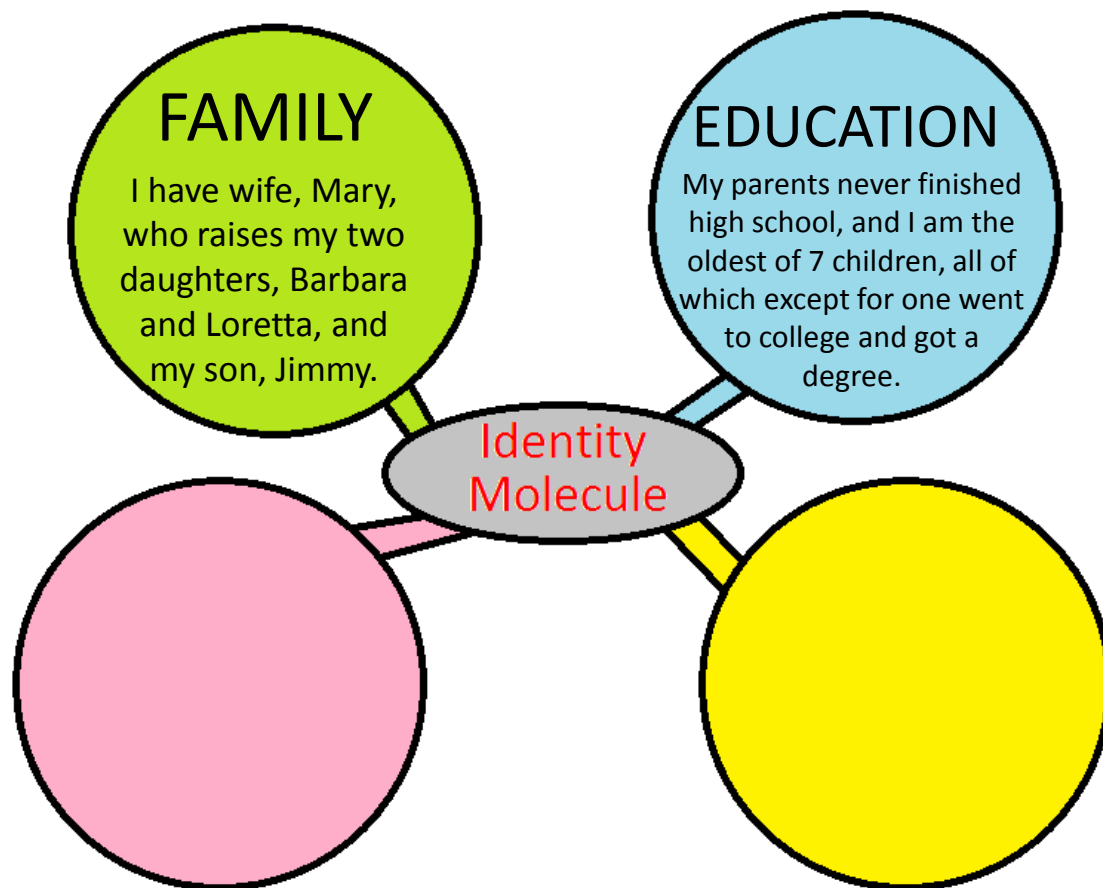 FAMILY
I have wife, Mary,
who raises my two
daughters, Barbara
and Loretta, and
my son, Jimmy.
EDUCATION
My parents never finished
high school, and I am the
oldest of 7 children, all of
which except for one went
to college and got a
degree.
Identity
Molecule